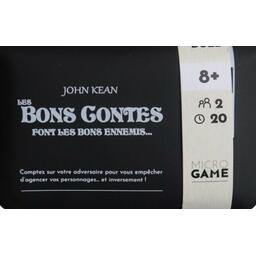 JOHN KEAN
LES
BONS CONTES
FONT LES BONS ENNEMIS...
Comptez sur votre adversaire pour vous empêcher
d'agencer vos personnages... et inversement !
8+
2
20
MICRO
GAME